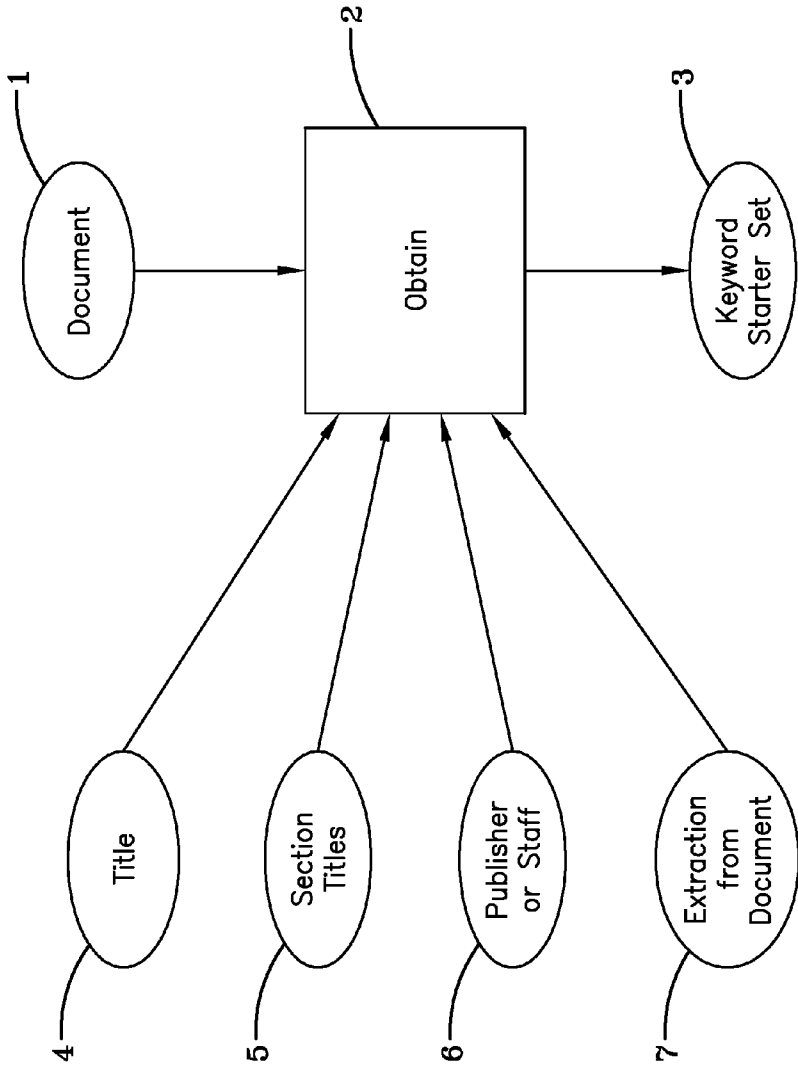 1
Document
2
Obtain
3
Keyword
Starter Set
4
Title
5
Section
Titles
6
Publisher
or Staff
7
Extraction
from
Document